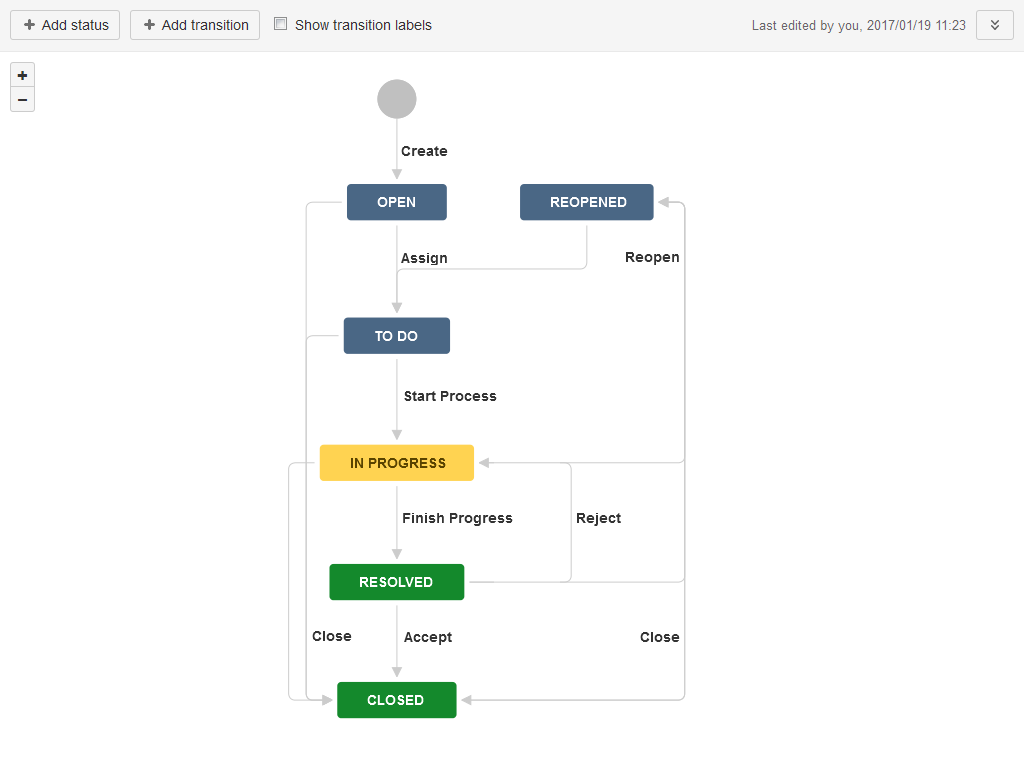 + Add status
+ Add transition
Show transition labels
Last edited by you, 2017/01/19 11:23
+
−
Create
OPEN
REOPENED
Assign
Reopen
TO DO
Start Process
IN PROGRESS
Finish Progress
Reject
RESOLVED
Close
Accept
Close
CLOSED